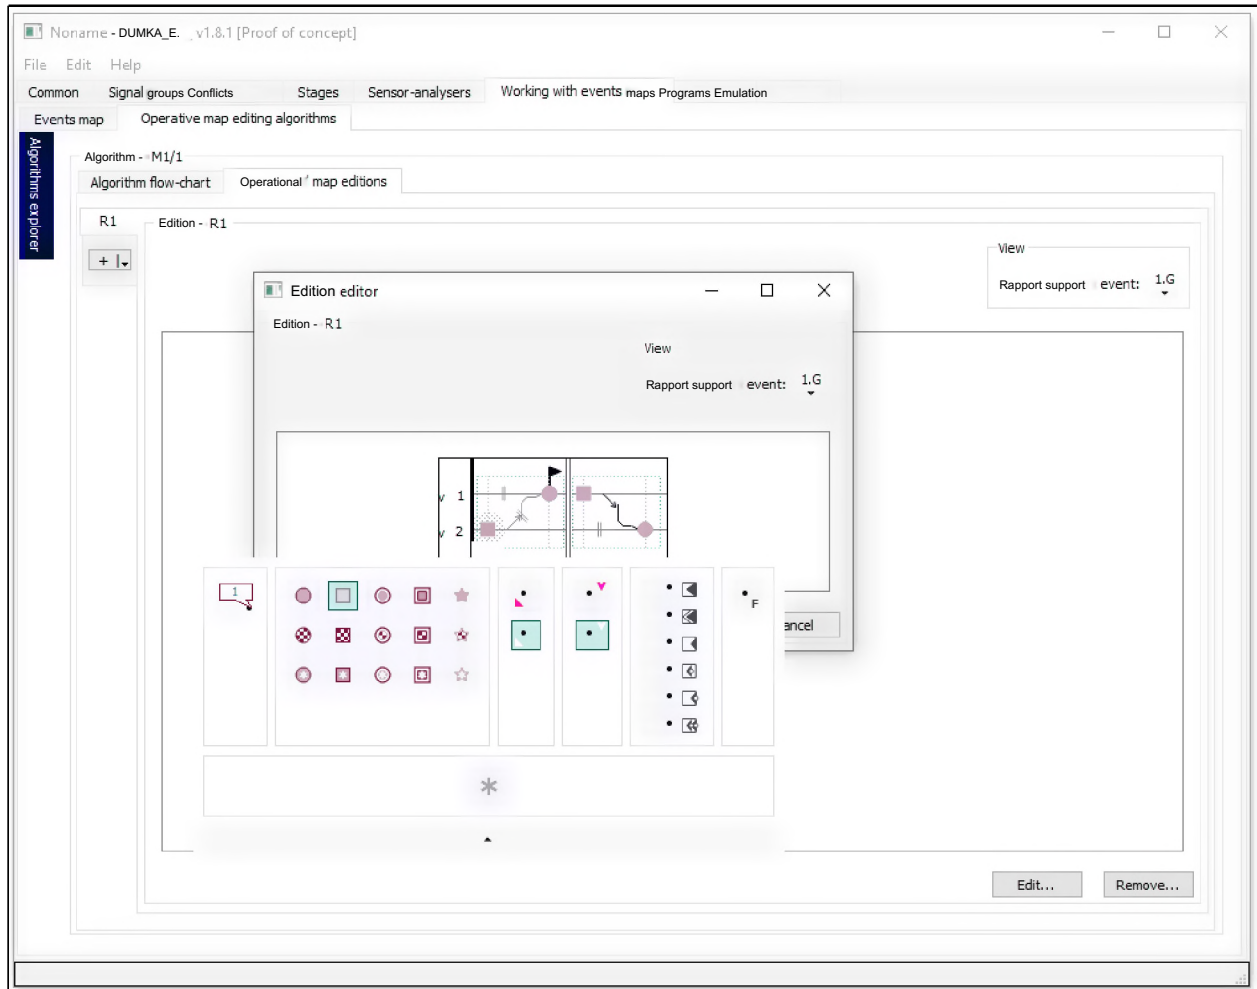 Noname - DUMKA_E. v1.8.1 [Proof of concept]
File Edit Help
Common Signal groups Conflicts Stages Sensor-analysers Working with events maps Programs Emulation
Events map Operative map editing algorithms
Algorithms explorer
Algorithm - M1/1
Algorithm flow-chart Operational map editions
R1
Edition - R1
+
View
Rapport support event: 1.G
Edition editor
Edition - R1
View
Rapport support event: 1.G
v 1
v 2
1
F
ancel
*
Edit...
Remove...